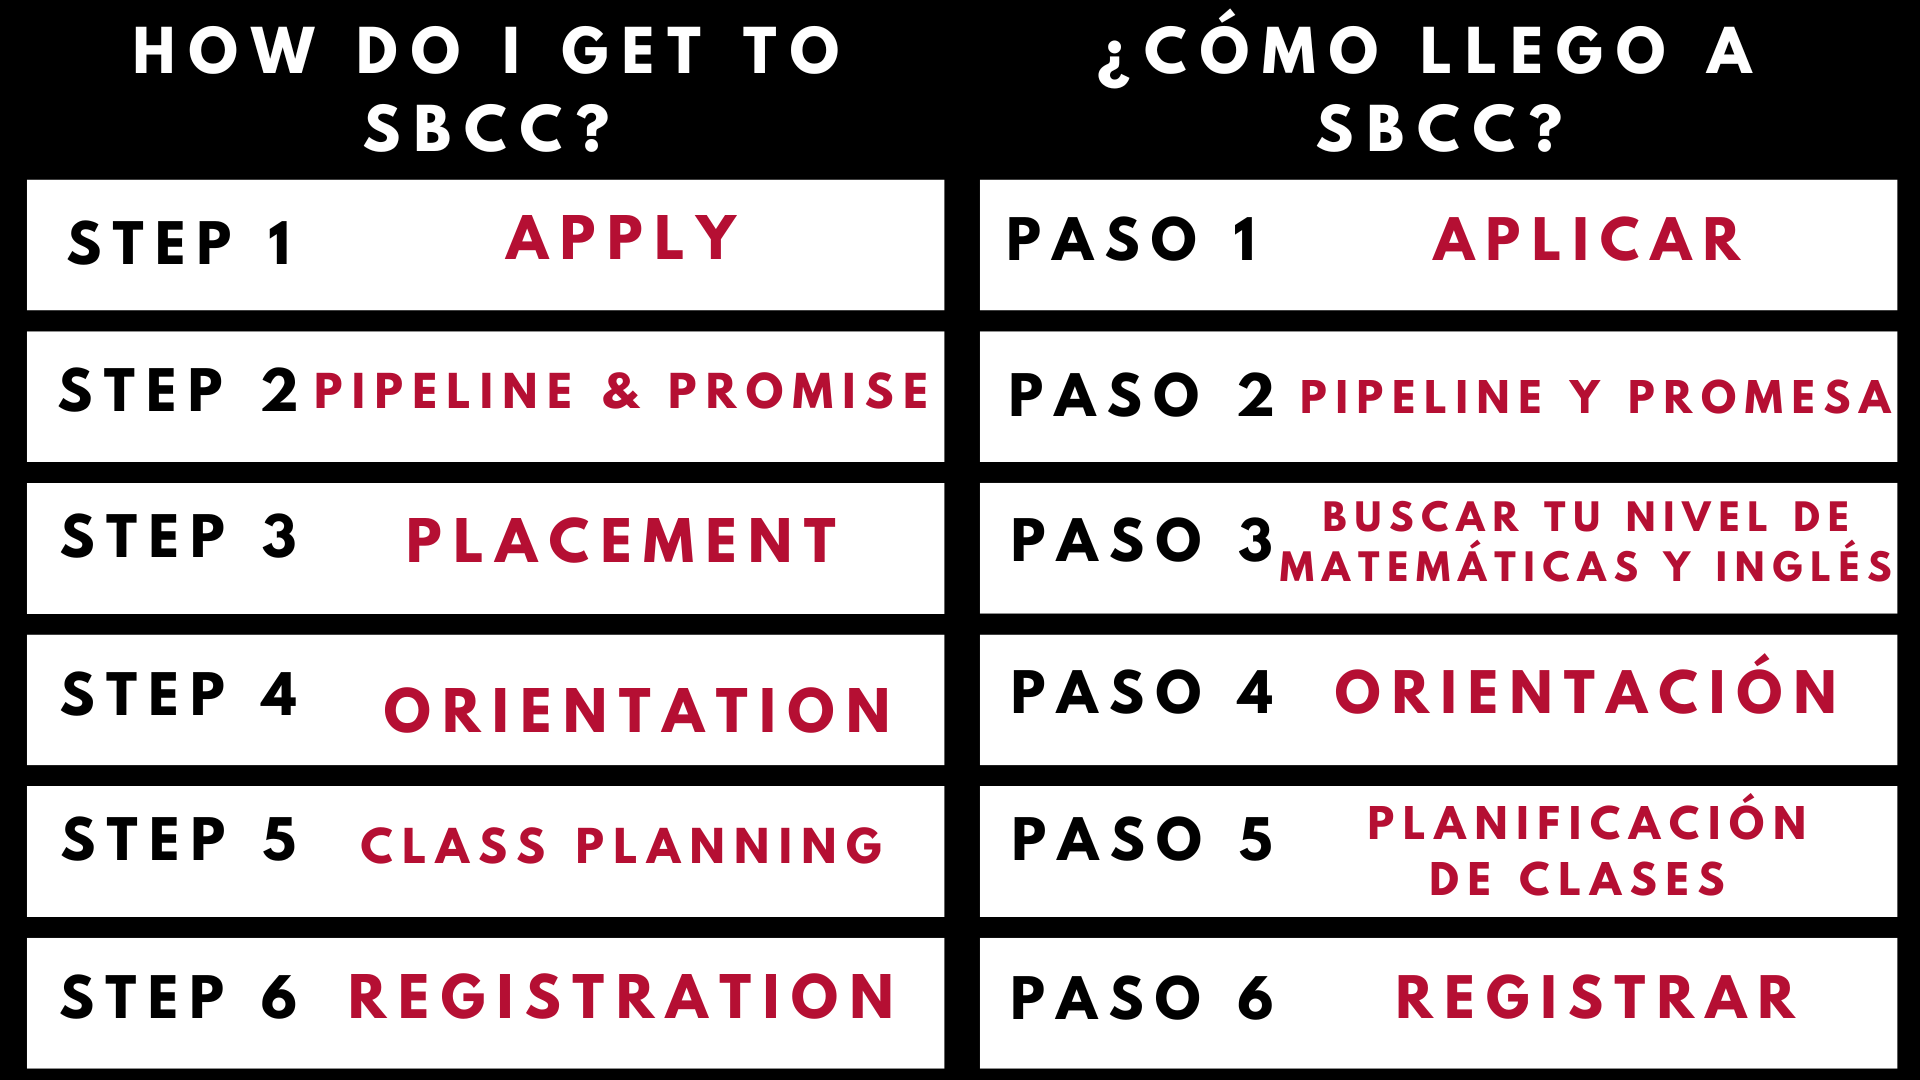 HOW DO I GET TO
SBCC?
STEP 1 APPLY
STEP 2 PIPELINE & PROMISE
STEP 3 PLACEMENT
STEP 4 ORIENTATION
STEP 5 CLASS PLANNING
STEP 6 REGISTRATION
¿CÓMO LLEGO A
SBCC?
PASO 1 APLICAR
PASO 2 PIPELINE Y PROMESA
PASO 3 BUSCAR TU NIVEL DE
MATEMÁTICAS Y INGLÉS
PASO 4 ORIENTACIÓN
PASO 5 PLANIFICACIÓN
DE CLASES
PASO 6 REGISTRAR